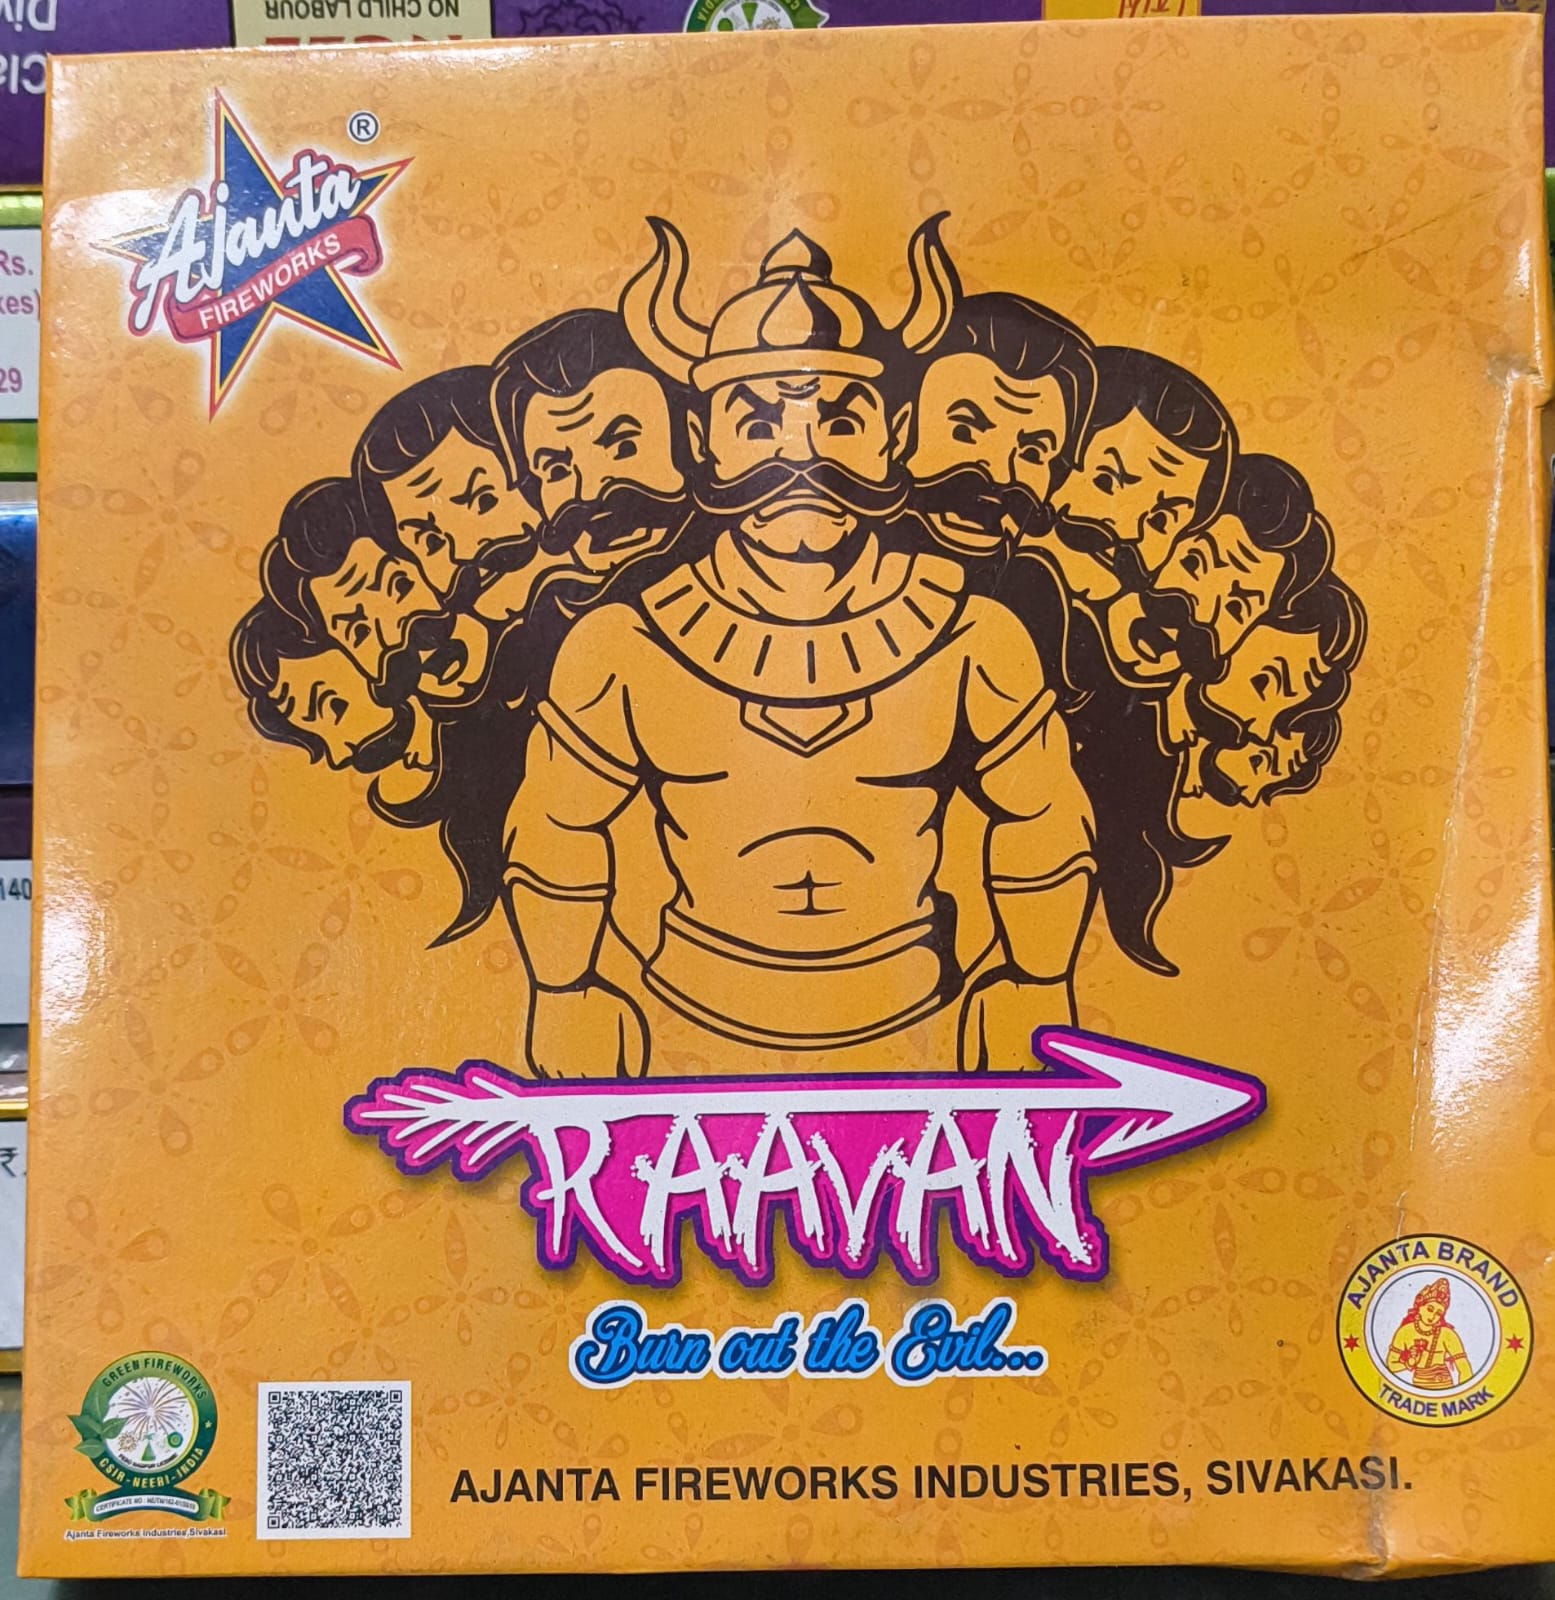 NO CHILD LABOUR
Rs.
29
140
₹.
Ajanta ®
FIREWORKS
RAAVAN
Burn out the Evil...
AJANTA BRAND
TRADE MARK
GREEN FIREWORKS
CSIR-NEERI-INDIA
Ajanta Fireworks Industries,Sivakasi
AJANTA FIREWORKS INDUSTRIES, SIVAKASI.